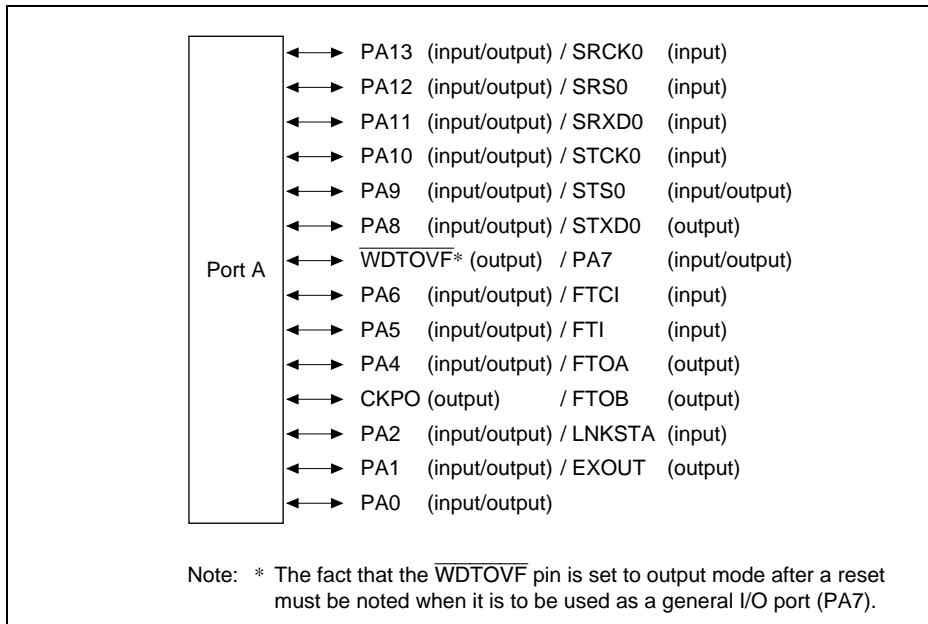 PA13 (input/output) / SRCK0 (input)
PA12 (input/output) / SRS0 (input)
PA11 (input/output) / SRXD0 (input)
PA10 (input/output) / STCK0 (input)
PA9 (input/output) / STS0 (input/output)
PA8 (input/output) / STXD0 (output)
Port A
WDTOVF* (output) / PA7 (input/output)
PA6 (input/output) / FTCI (input)
PA5 (input/output) / FTI (input)
PA4 (input/output) / FTOA (output)
CKPO (output) / FTOB (output)
PA2 (input/output) / LNKSTA (input)
PA1 (input/output) / EXOUT (output)
PA0 (input/output)
Note: * The fact that the WDTOVF pin is set to output mode after a reset
must be noted when it is to be used as a general I/O port (PA7).